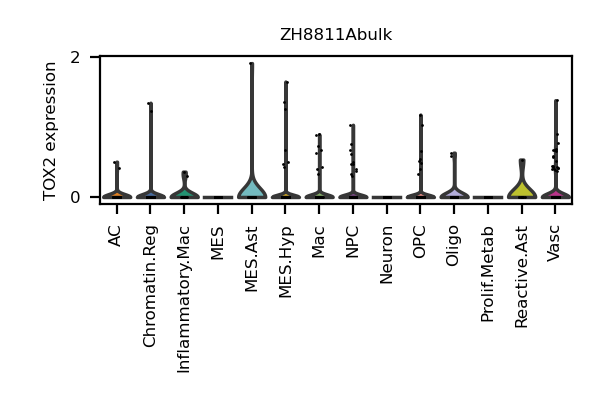 ZH8811Abulk
TOX2 expression
2
0
AC
Chromatin.Reg
Inflammatory.Mac
MES
MES.Ast
MES.Hyp
Mac
NPC
Neuron
OPC
Oligo
Prolif.Metab
Reactive.Ast
Vasc